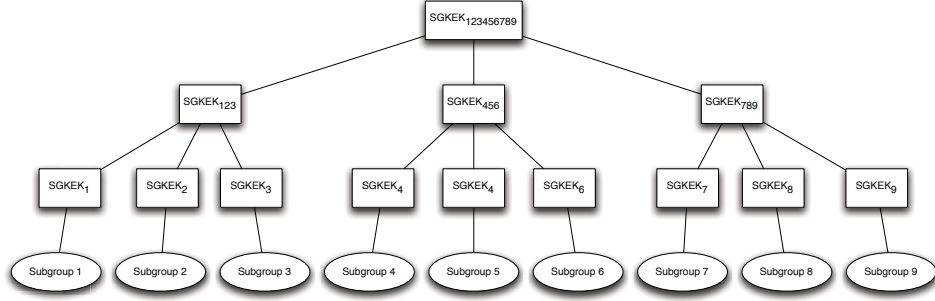 SGKEK123456789
SGKEK123
SGKEK456
SGKEK789
SGKEK1
SGKEK2
SGKEK3
SGKEK4
SGKEK4
SGKEK6
SGKEK7
SGKEK8
SGKEK9
Subgroup 1
Subgroup 2
Subgroup 3
Subgroup 4
Subgroup 5
Subgroup 6
Subgroup 7
Subgroup 8
Subgroup 9